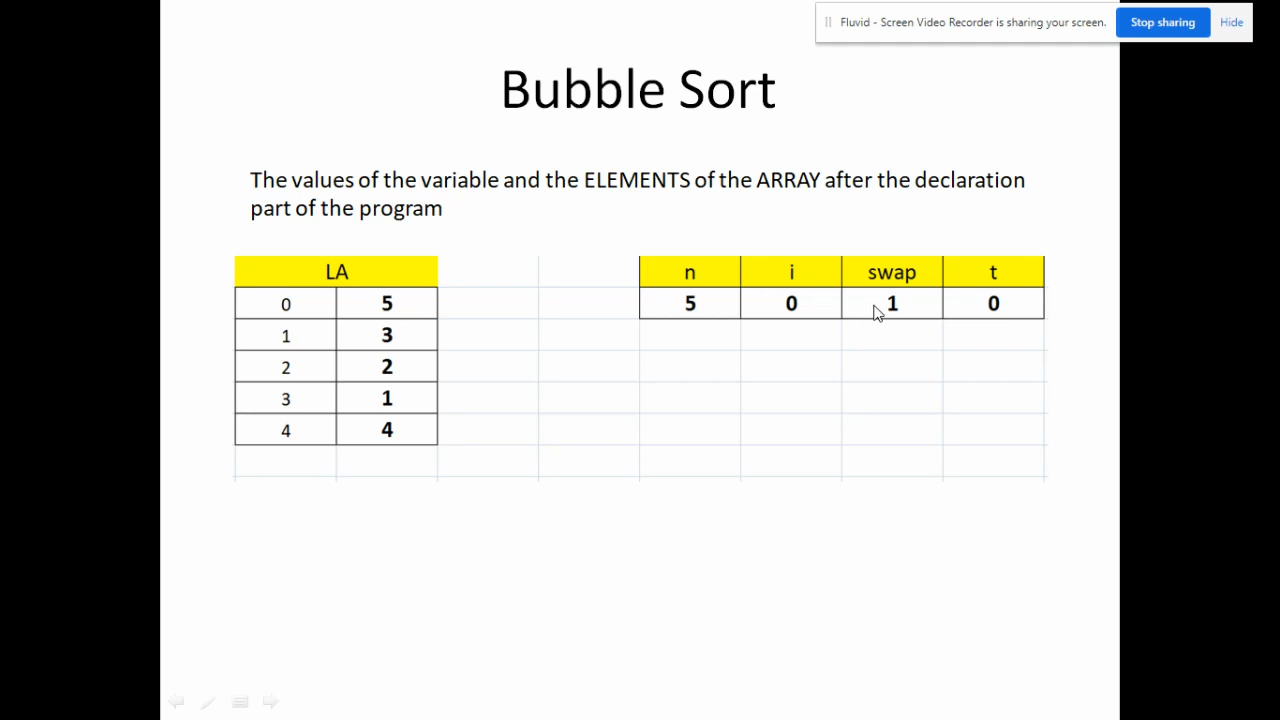 Fluvid - Screen Video Recorder is sharing your screen. Stop sharing Hide
Bubble Sort
The values of the variable and the ELEMENTS of the ARRAY after the declaration
part of the program
LA n i swap t
0 5 5 0 1 0
1 3
2 2
3 1
4 4